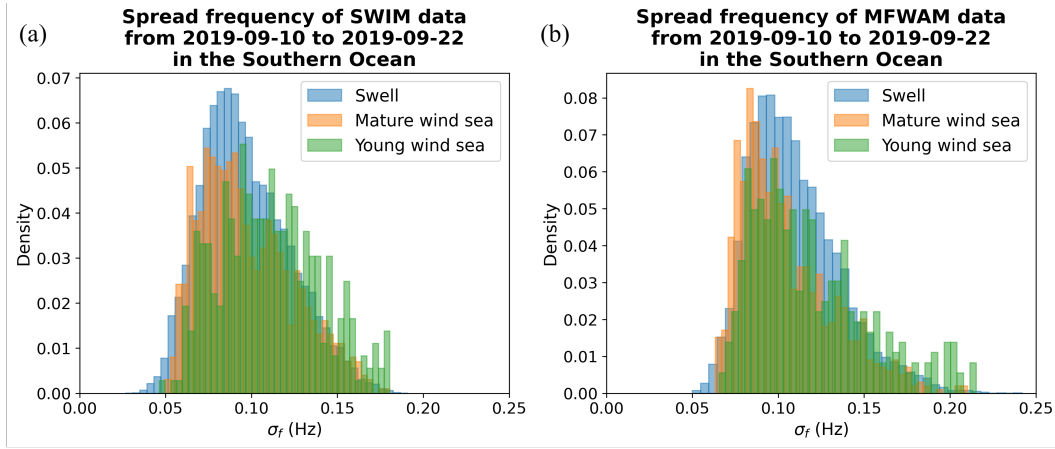 (a)
Spread frequency of SWIM data
from 2019-09-10 to 2019-09-22
in the Southern Ocean
Swell
Mature wind sea
Young wind sea
Density
0.07
0.06
0.05
0.04
0.03
0.02
0.01
0.00
0.00 0.05 0.10 0.15 0.20 0.25
σf (Hz)
(b)
Spread frequency of MFWAM data
from 2019-09-10 to 2019-09-22
in the Southern Ocean
Swell
Mature wind sea
Young wind sea
Density
0.08
0.07
0.06
0.05
0.04
0.03
0.02
0.01
0.00
0.00 0.05 0.10 0.15 0.20 0.25
σf (Hz)